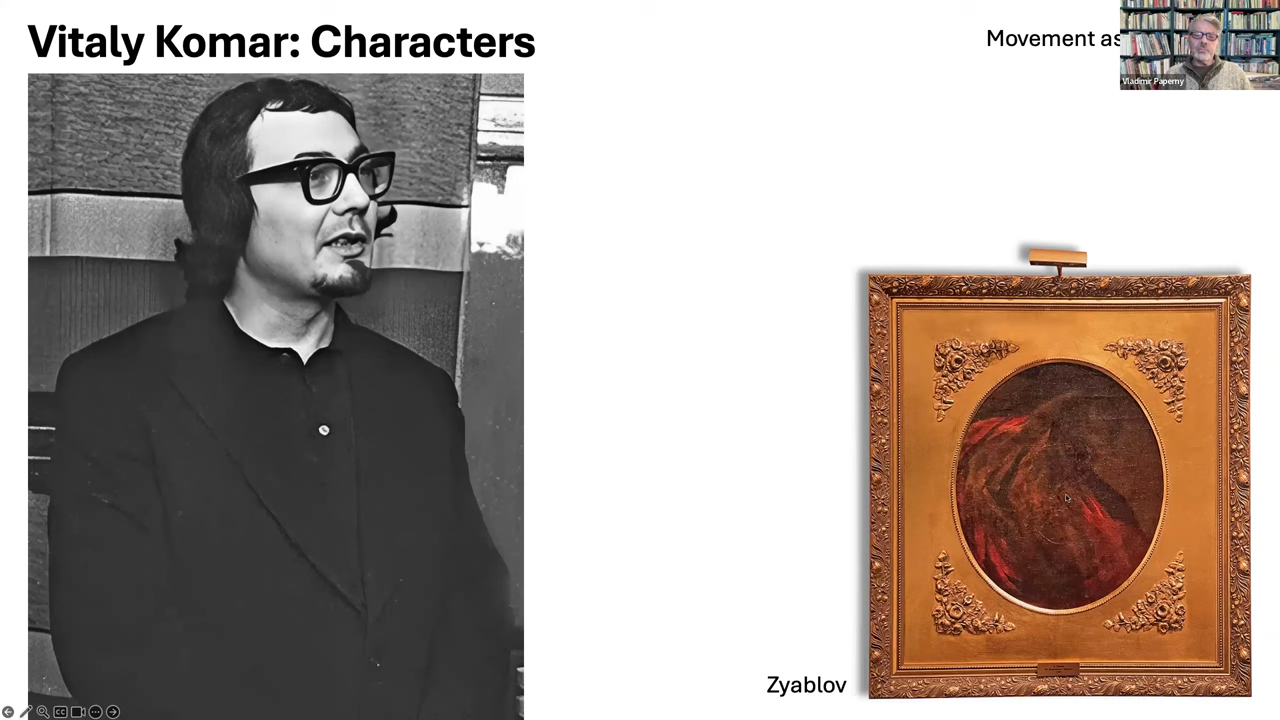 Vitaly Komar: Characters
Movement as
Vladimir Paperny
Zyablov